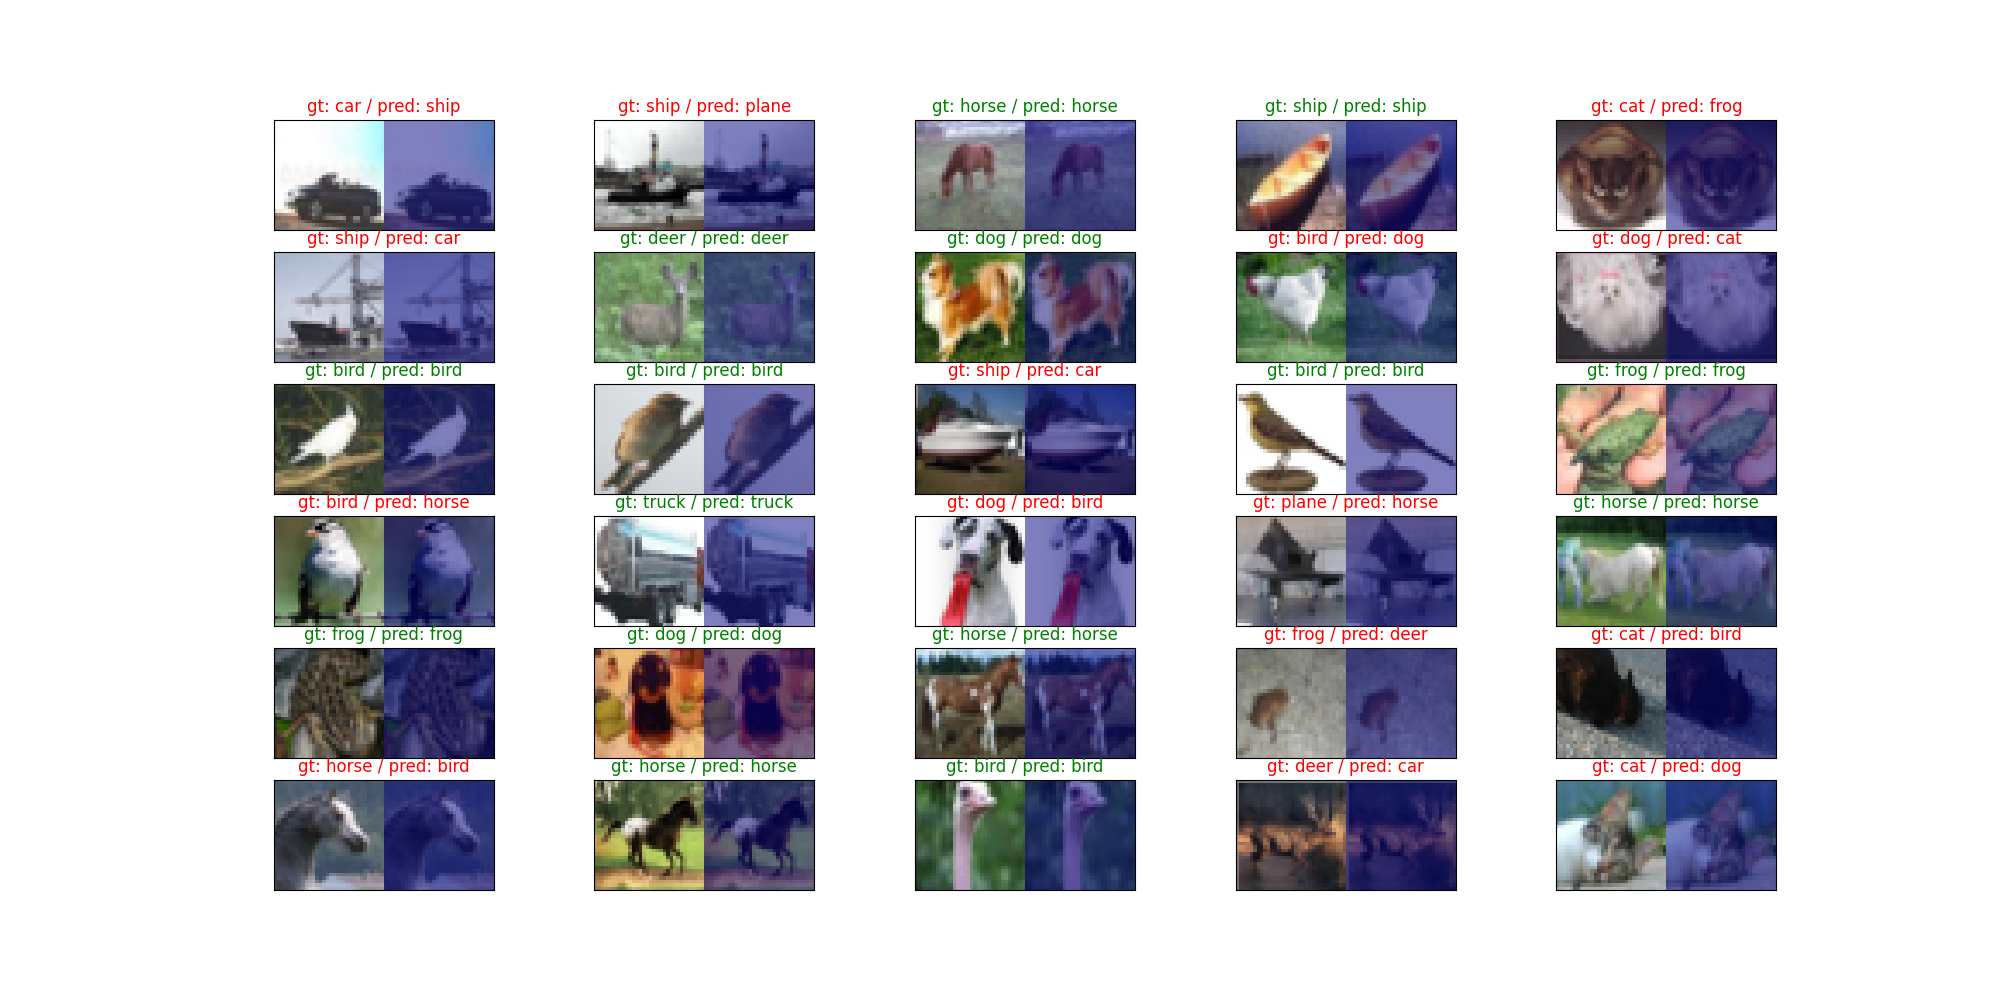 gt: car / pred: ship
gt: ship / pred: plane
gt: horse / pred: horse
gt: ship / pred: ship
gt: cat / pred: frog
gt: ship / pred: car
gt: deer / pred: deer
gt: dog / pred: dog
gt: bird / pred: dog
gt: dog / pred: cat
gt: bird / pred: bird
gt: bird / pred: bird
gt: ship / pred: car
gt: bird / pred: bird
gt: frog / pred: frog
gt: bird / pred: horse
gt: truck / pred: truck
gt: dog / pred: bird
gt: plane / pred: horse
gt: horse / pred: horse
gt: frog / pred: frog
gt: dog / pred: dog
gt: horse / pred: horse
gt: frog / pred: deer
gt: cat / pred: bird
gt: horse / pred: bird
gt: horse / pred: horse
gt: bird / pred: bird
gt: deer / pred: car
gt: cat / pred: dog